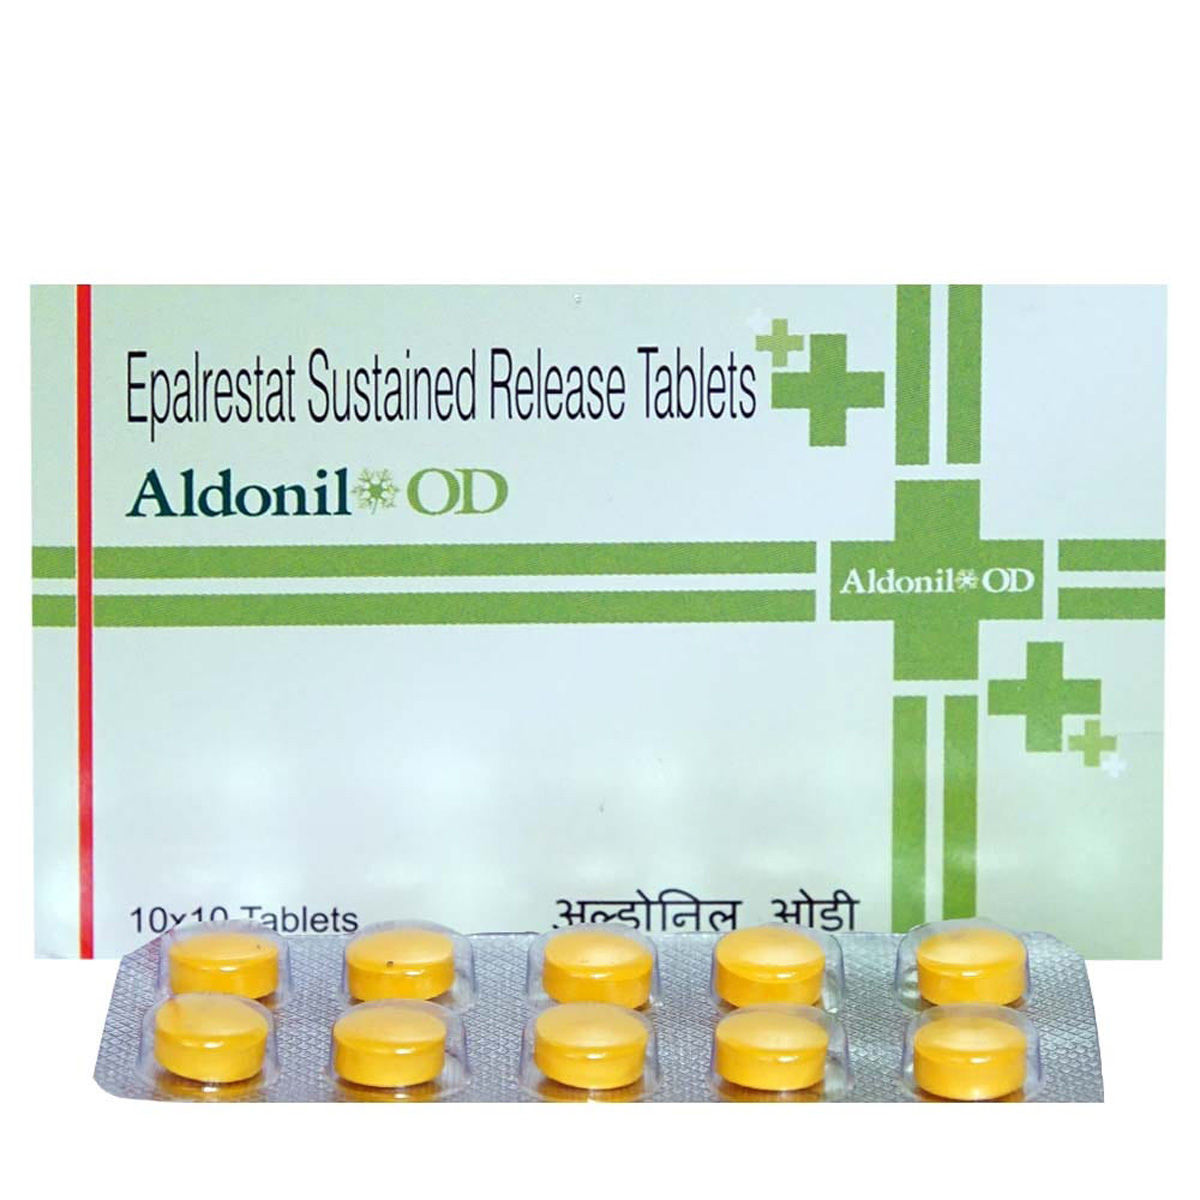 Epalrestat Sustained Release Tablets
Aldonil OD
Aldonil OD
10x10 Tablets
अल्डोनिल ओडी